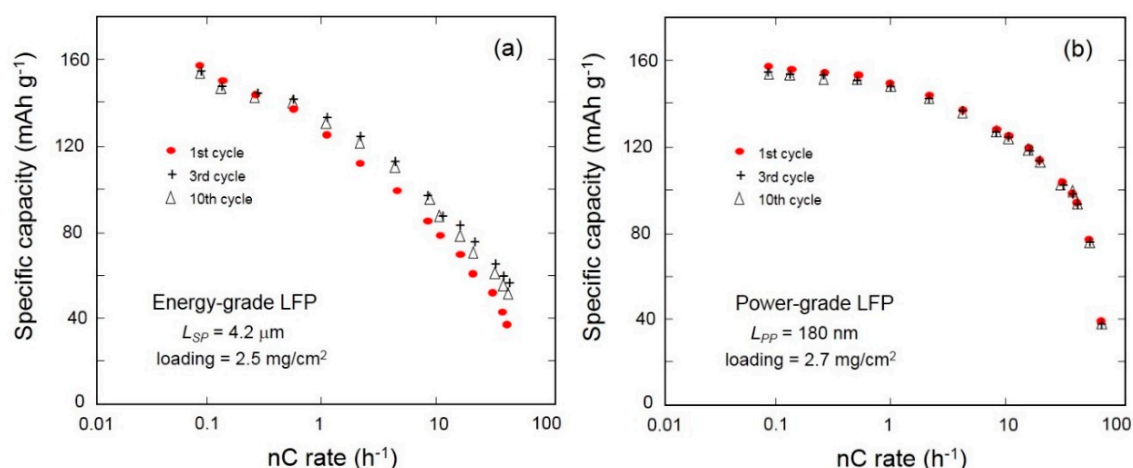 (a)
Specific capacity (mAh g⁻¹)
160
120
80
40
0
1st cycle
3rd cycle
10th cycle
Energy-grade LFP
L_SP = 4.2 μm
loading = 2.5 mg/cm²
0.01
0.1
1
10
100
nC rate (h⁻¹)
(b)
Specific capacity (mAh g⁻¹)
160
120
80
40
0
1st cycle
3rd cycle
10th cycle
Power-grade LFP
L_PP = 180 nm
loading = 2.7 mg/cm²
0.01
0.1
1
10
100
nC rate (h⁻¹)